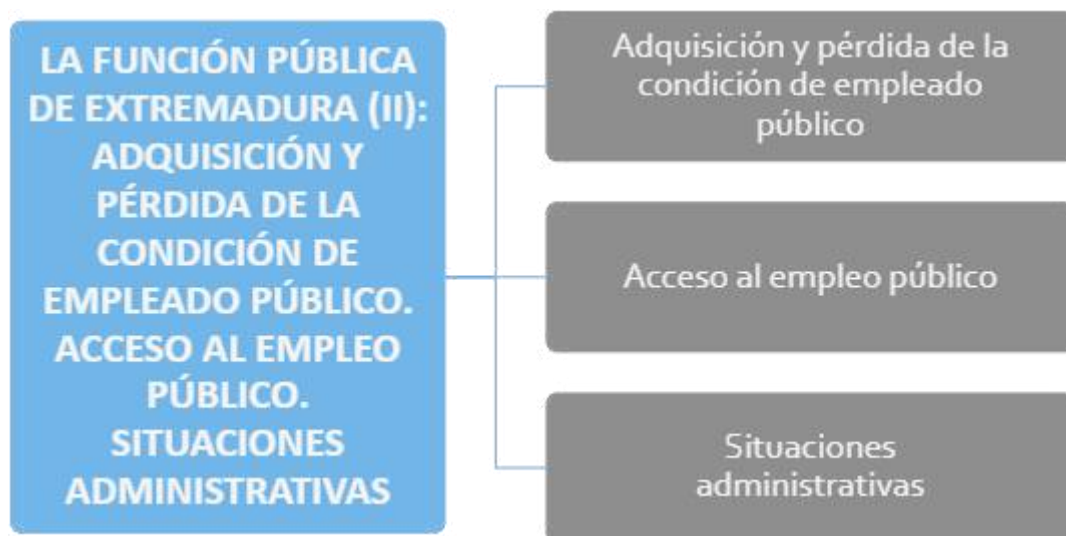 LA FUNCIÓN PÚBLICA
DE EXTREMADURA (II):
ADQUISICIÓN Y
PÉRDIDA DE LA
CONDICIÓN DE
EMPLEADO PÚBLICO.
ACCESO AL EMPLEO
PÚBLICO.
SITUACIONES
ADMINISTRATIVAS
Adquisición y pérdida de la
condición de empleado
público
Acceso al empleo público
Situaciones
administrativas